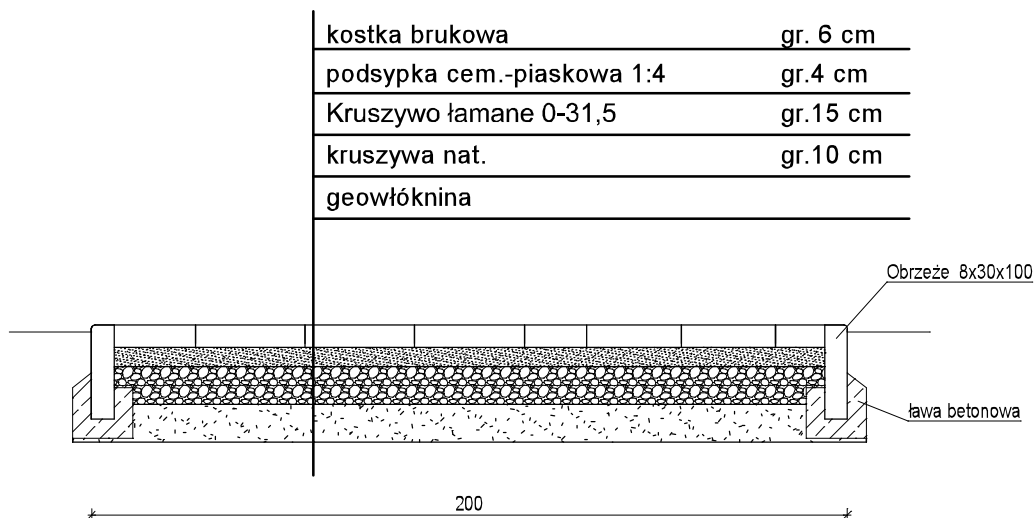 kostka brukowa gr. 6 cm
podsypka cem.-piaskowa 1:4 gr.4 cm
Kruszywo łamane 0-31,5 gr.15 cm
kruszywa nat. gr.10 cm
geowłóknina
Obrzeże 8x30x100
ława betonowa
200